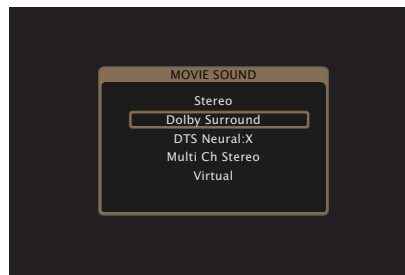 MOVIE SOUND
Stereo
Dolby Surround
DTS Neural:X
Multi Ch Stereo
Virtual